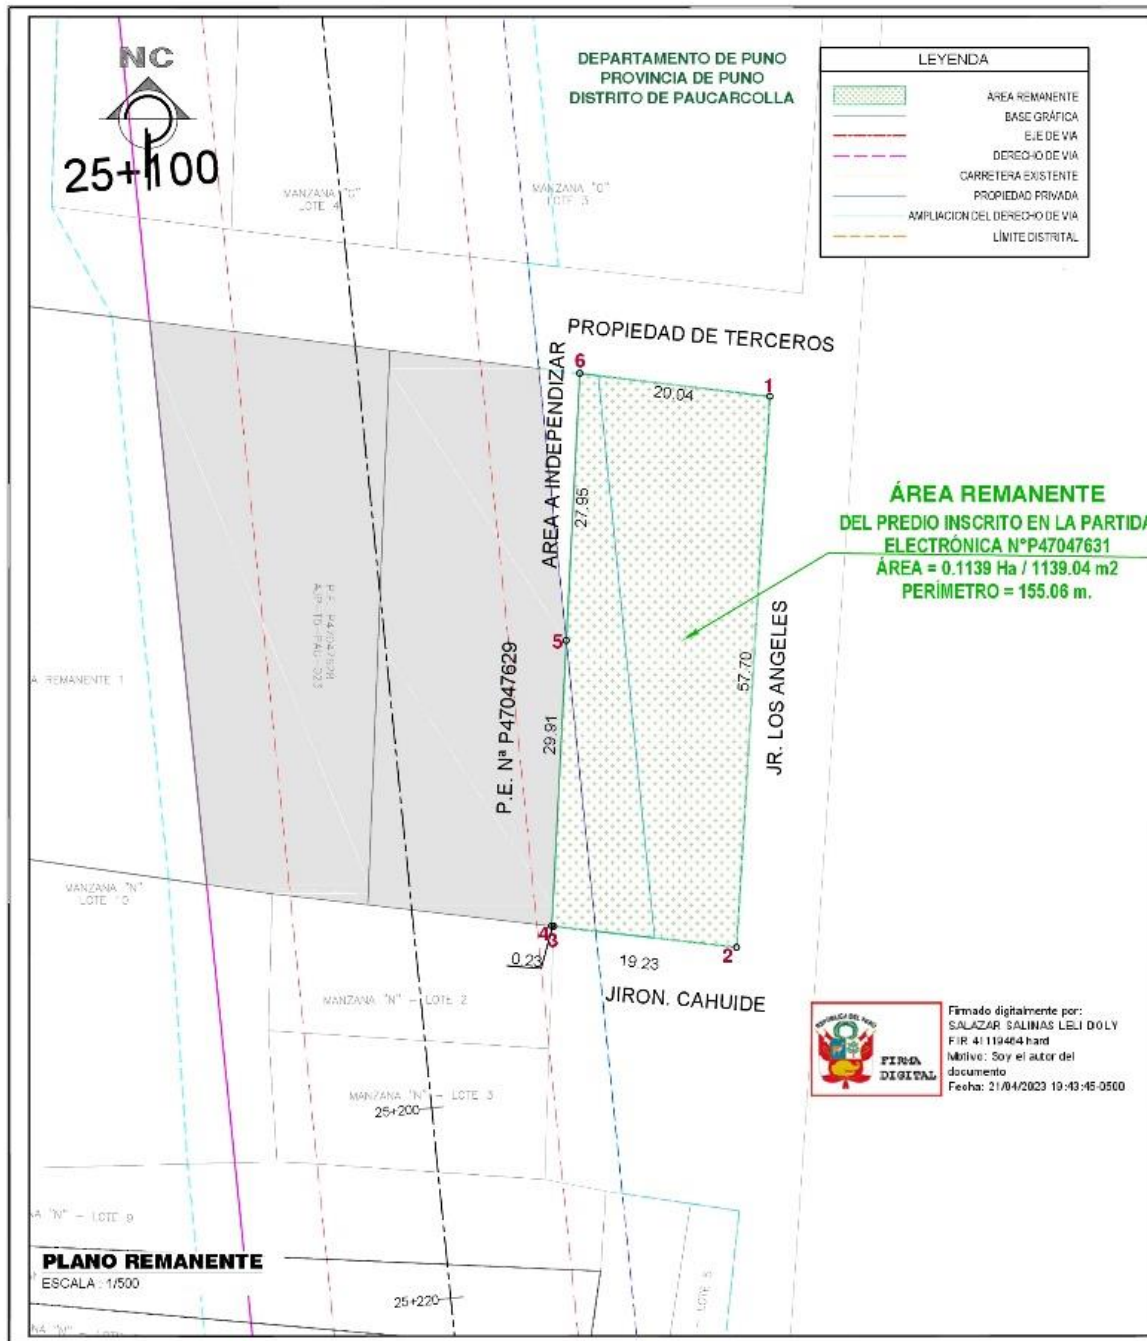 NC
25+100
DEPARTAMENTO DE PUNO
PROVINCIA DE PUNO
DISTRITO DE PAUCARCOLLA
LEYENDA
ÁREA REMANENTE
BASE GRÁFICA
EJE DE VIA
DERECHO DE VIA
CARRETERA EXISTENTE
PROPIEDAD PRIVADA
AMPLIACION DEL DERECHO DE VIA
LÍMITE DISTRITAL
LOTE 4
LOTE 3
PROPIEDAD DE TERCEROS
AREA A INDEPENDIZAR
6
20.04
1
27.95
ÁREA REMANENTE
DEL PREDIO INSCRITO EN LA PARTIDA
ELECTRÓNICA N°P47047631
ÁREA = 0.1139 Ha / 1139.04 m2
PERÍMETRO = 155.06 m.
5
P.E. Nª P47047629
29.91
57.70
JR. LOS ANGELES
A REMANENTE 1
MANZANA "N"
LOTE 10
4
3
2
0.23
19.23
JIRON. CAHUIDE
MANZANA "N" - LOTE 2
MANZANA "N" - LOTE 3
25+200
REPÚBLICA DEL PERÚ
FIRMA
DIGITAL
Firmado digitalmente por:
SALAZAR SALINAS LELI DOLY
FIR 41119464 hard
Motivo: Soy el autor del
documento
Fecha: 21/04/2023 19:43:45-0500
"N" - LOTE 9
PLANO REMANENTE
ESCALA : 1/500
25+220